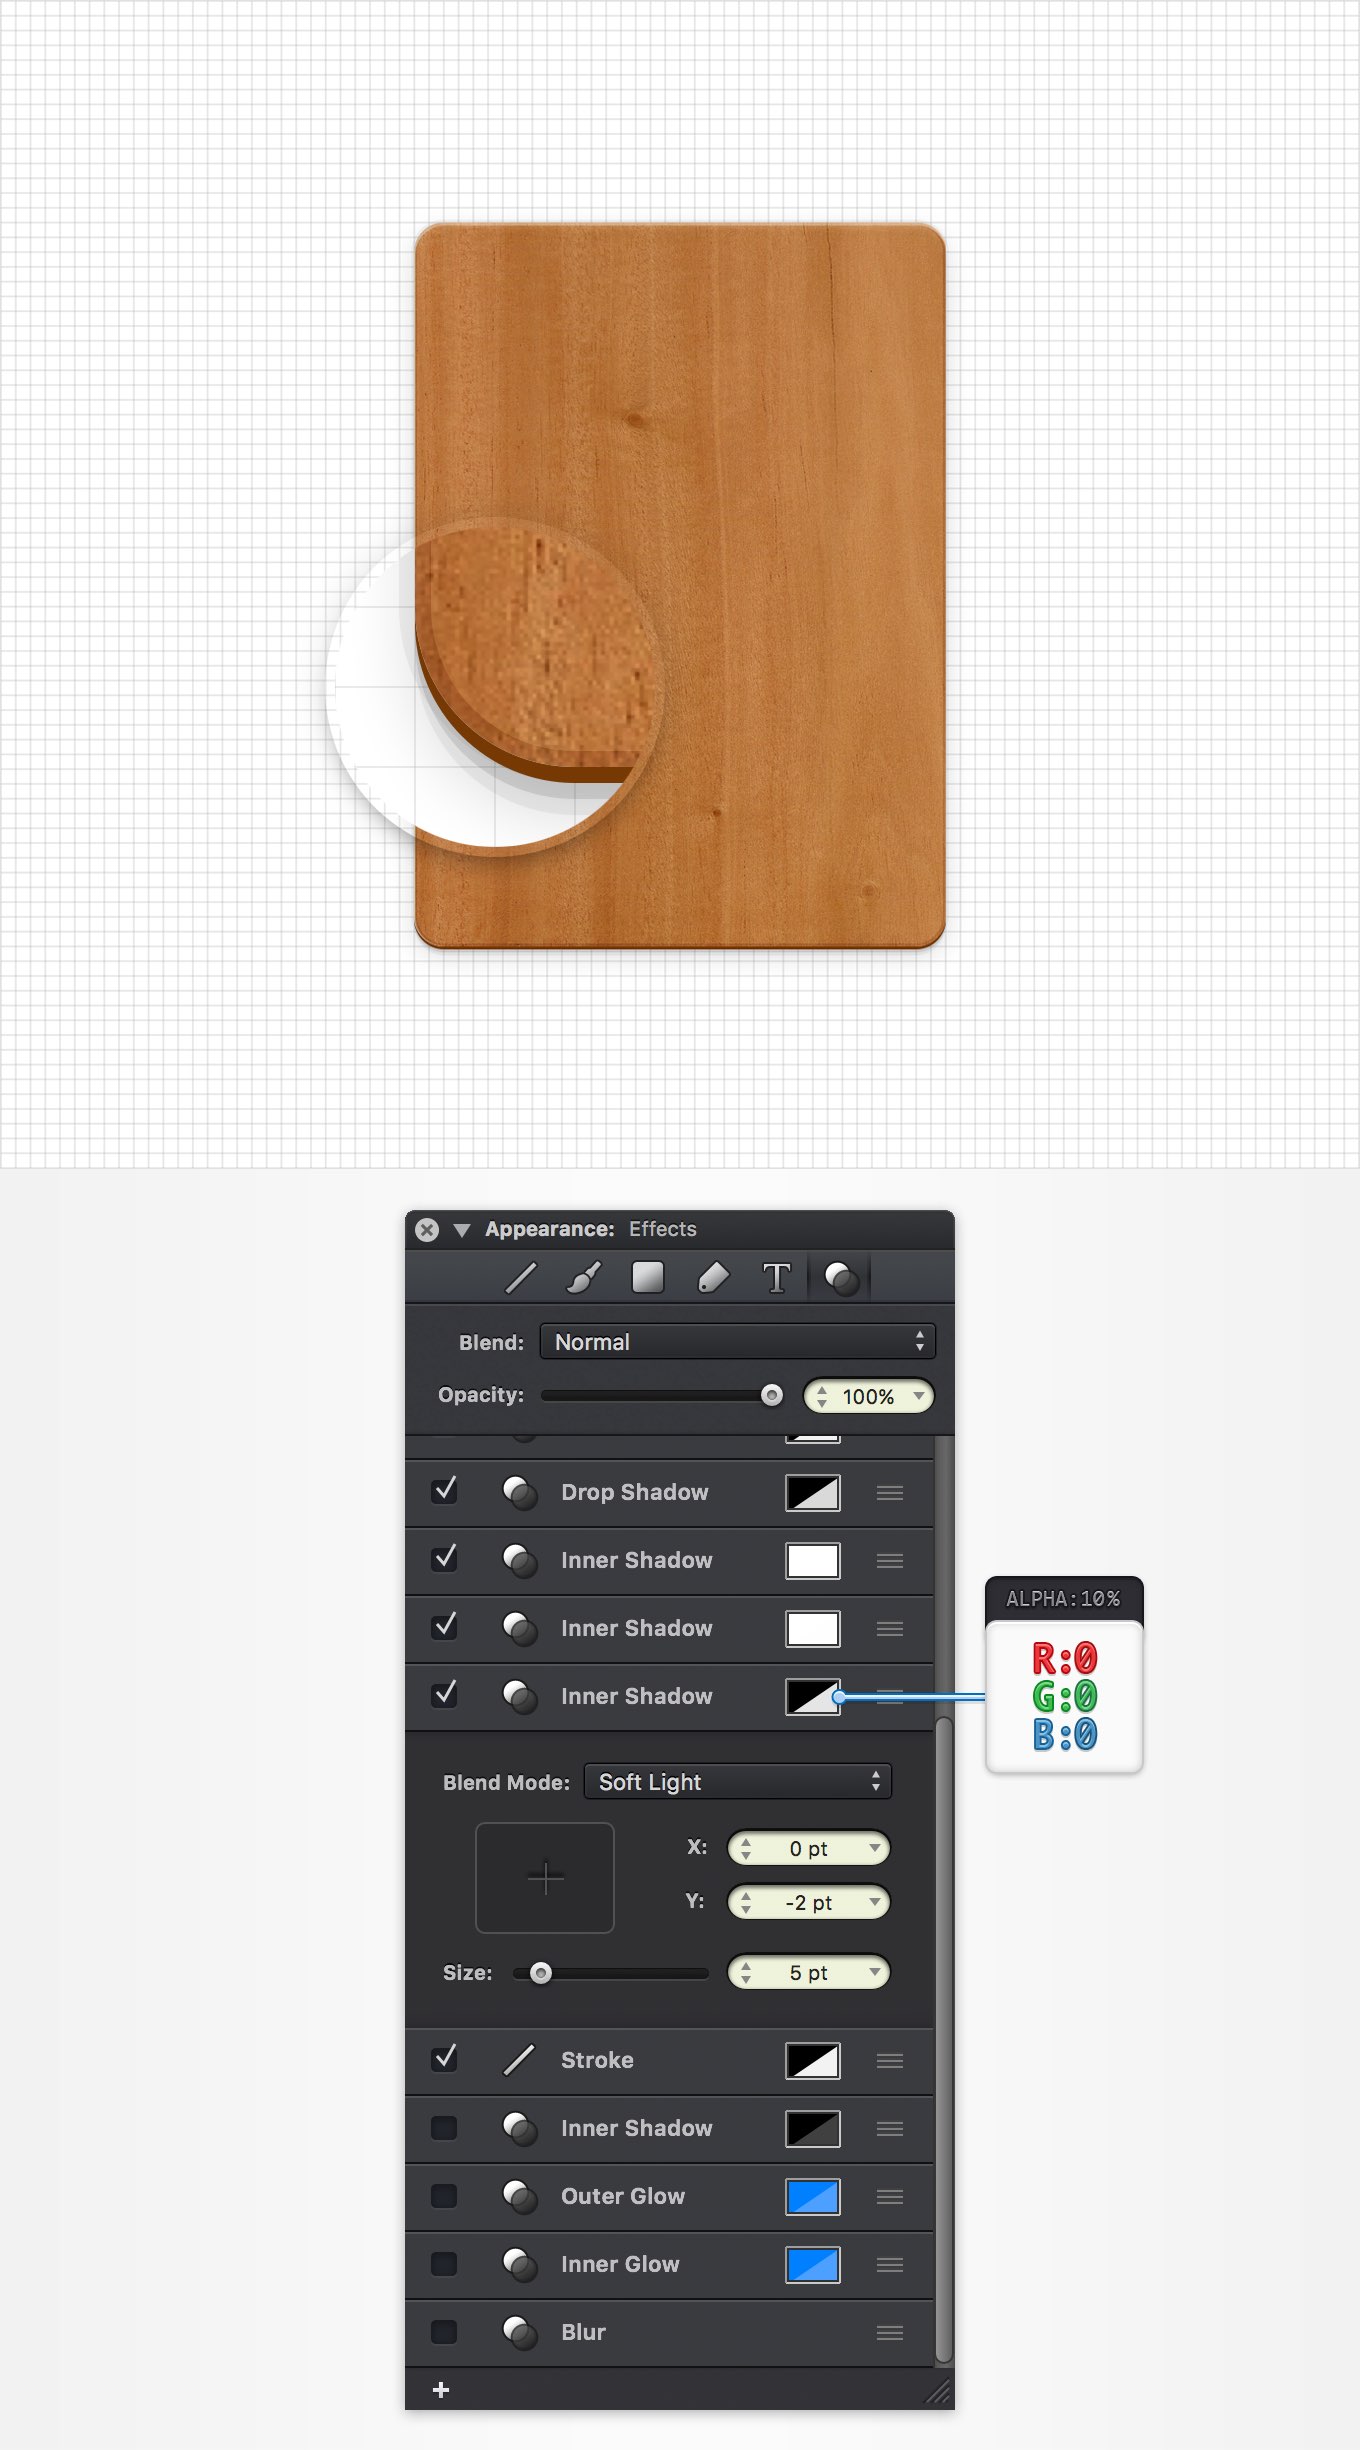 Appearance: Effects
T
Blend: Normal
Opacity: 100%
Drop Shadow
Inner Shadow
Inner Shadow
Inner Shadow
ALPHA:10%
R:0
G:0
B:0
Blend Mode: Soft Light
X: 0 pt
Y: -2 pt
Size: 5 pt
Stroke
Inner Shadow
Outer Glow
Inner Glow
Blur
+